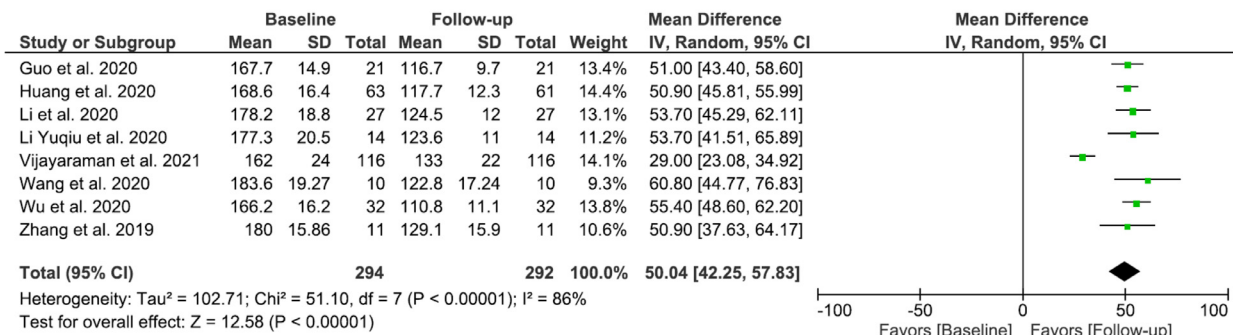 Baseline Follow-up Mean Difference Mean Difference
Study or Subgroup Mean SD Total Mean SD Total Weight IV, Random, 95% CI IV, Random, 95% CI
Guo et al. 2020 167.7 14.9 21 116.7 9.7 21 13.4% 51.00 [43.40, 58.60]
Huang et al. 2020 168.6 16.4 63 117.7 12.3 61 14.4% 50.90 [45.81, 55.99]
Li et al. 2020 178.2 18.8 27 124.5 12 27 13.1% 53.70 [45.29, 62.11]
Li Yuqiu et al. 2020 177.3 20.5 14 123.6 11 14 11.2% 53.70 [41.51, 65.89]
Vijayaraman et al. 2021 162 24 116 133 22 116 14.1% 29.00 [23.08, 34.92]
Wang et al. 2020 183.6 19.27 10 122.8 17.24 10 9.3% 60.80 [44.77, 76.83]
Wu et al. 2020 166.2 16.2 32 110.8 11.1 32 13.8% 55.40 [48.60, 62.20]
Zhang et al. 2019 180 15.86 11 129.1 15.9 11 10.6% 50.90 [37.63, 64.17]
Total (95% CI) 294 292 100.0% 50.04 [42.25, 57.83]
Heterogeneity: Tau² = 102.71; Chi² = 51.10, df = 7 (P < 0.00001); I² = 86%
Test for overall effect: Z = 12.58 (P < 0.00001)
-100 -50 0 50 100
Favors [Baseline] Favors [Follow-up]